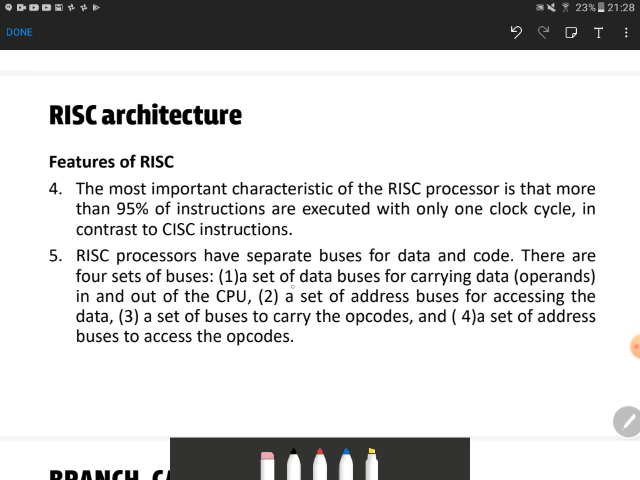 23% 21:28
DONE
T
RISC architecture
Features of RISC
4. The most important characteristic of the RISC processor is that more
than 95% of instructions are executed with only one clock cycle, in
contrast to CISC instructions.
5. RISC processors have separate buses for data and code. There are
four sets of buses: (1)a set of data buses for carrying data (operands)
in and out of the CPU, (2) a set of address buses for accessing the
data, (3) a set of buses to carry the opcodes, and ( 4)a set of address
buses to access the opcodes.
BRANCH, CA